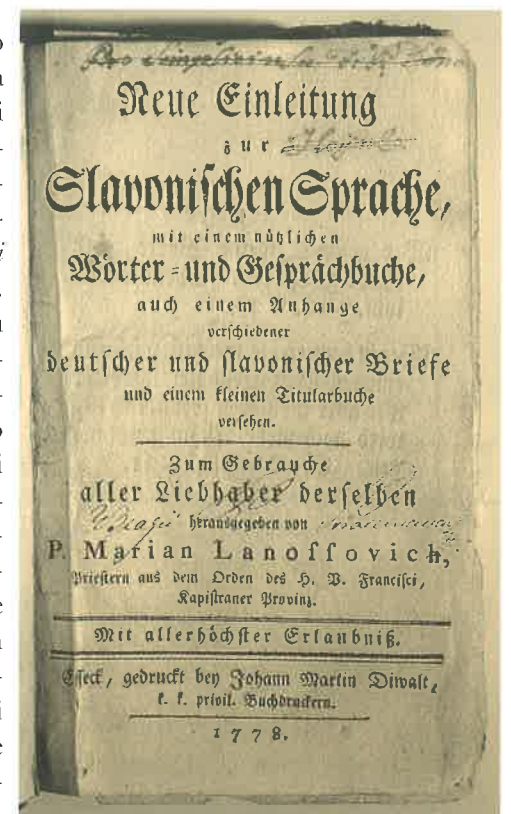 Neue Einleitung
zur
Slavonischen Sprache,
mit einem nützlichen
Wörter= und Gesprächbuche,
auch einem Anhange
verschiedener
deutscher und slavonischer Briefe
und einem kleinen Titularbuche
versehen.
Zum Gebrauche
aller Liebhaber derselben
herausgegeben von
P. Marian Lanossovich,
Priestern aus dem Orden des H. V. Francisci,
Kapistraner Provinz.
Mit allerhöchster Erlaubniß.
Esseck, gedruckt bey Johann Martin Diwalt,
k. k. privil. Buchdruckern.
1778.